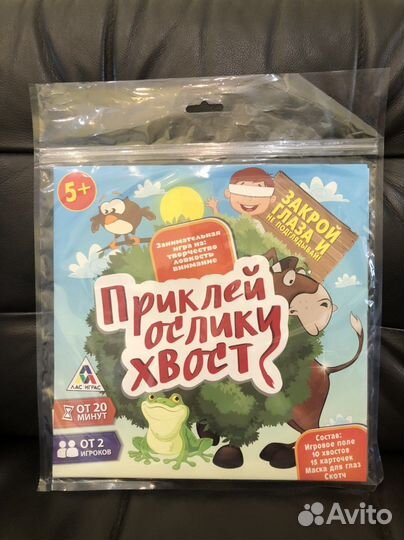 5+
Занимательная
игра на:
творчество
ловкость
внимание
ЗАКРОЙ
ГЛАЗА И
НЕ ПОДГЛЯДЫВАЙ!
Приклей
ослику
хвост
ЛАС ИГРАС
ОТ 20
МИНУТ
ОТ 2
ИГРОКОВ
Состав:
Игровое поле
10 хвостов
15 карточек
Маска для глаз
Скотч
Avito